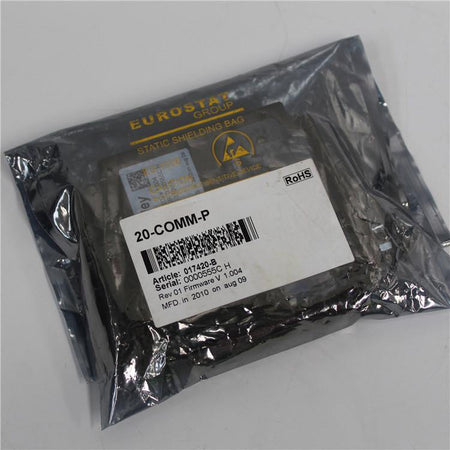 EUROSTAT
GROUP
STATIC SHIELDING BAG
RoHS
20-COMM-P
Article: 017420-B
Serial: 0000555C H
Rev 01 Firmware V 1.004
MFD. in 2010 on aug 09